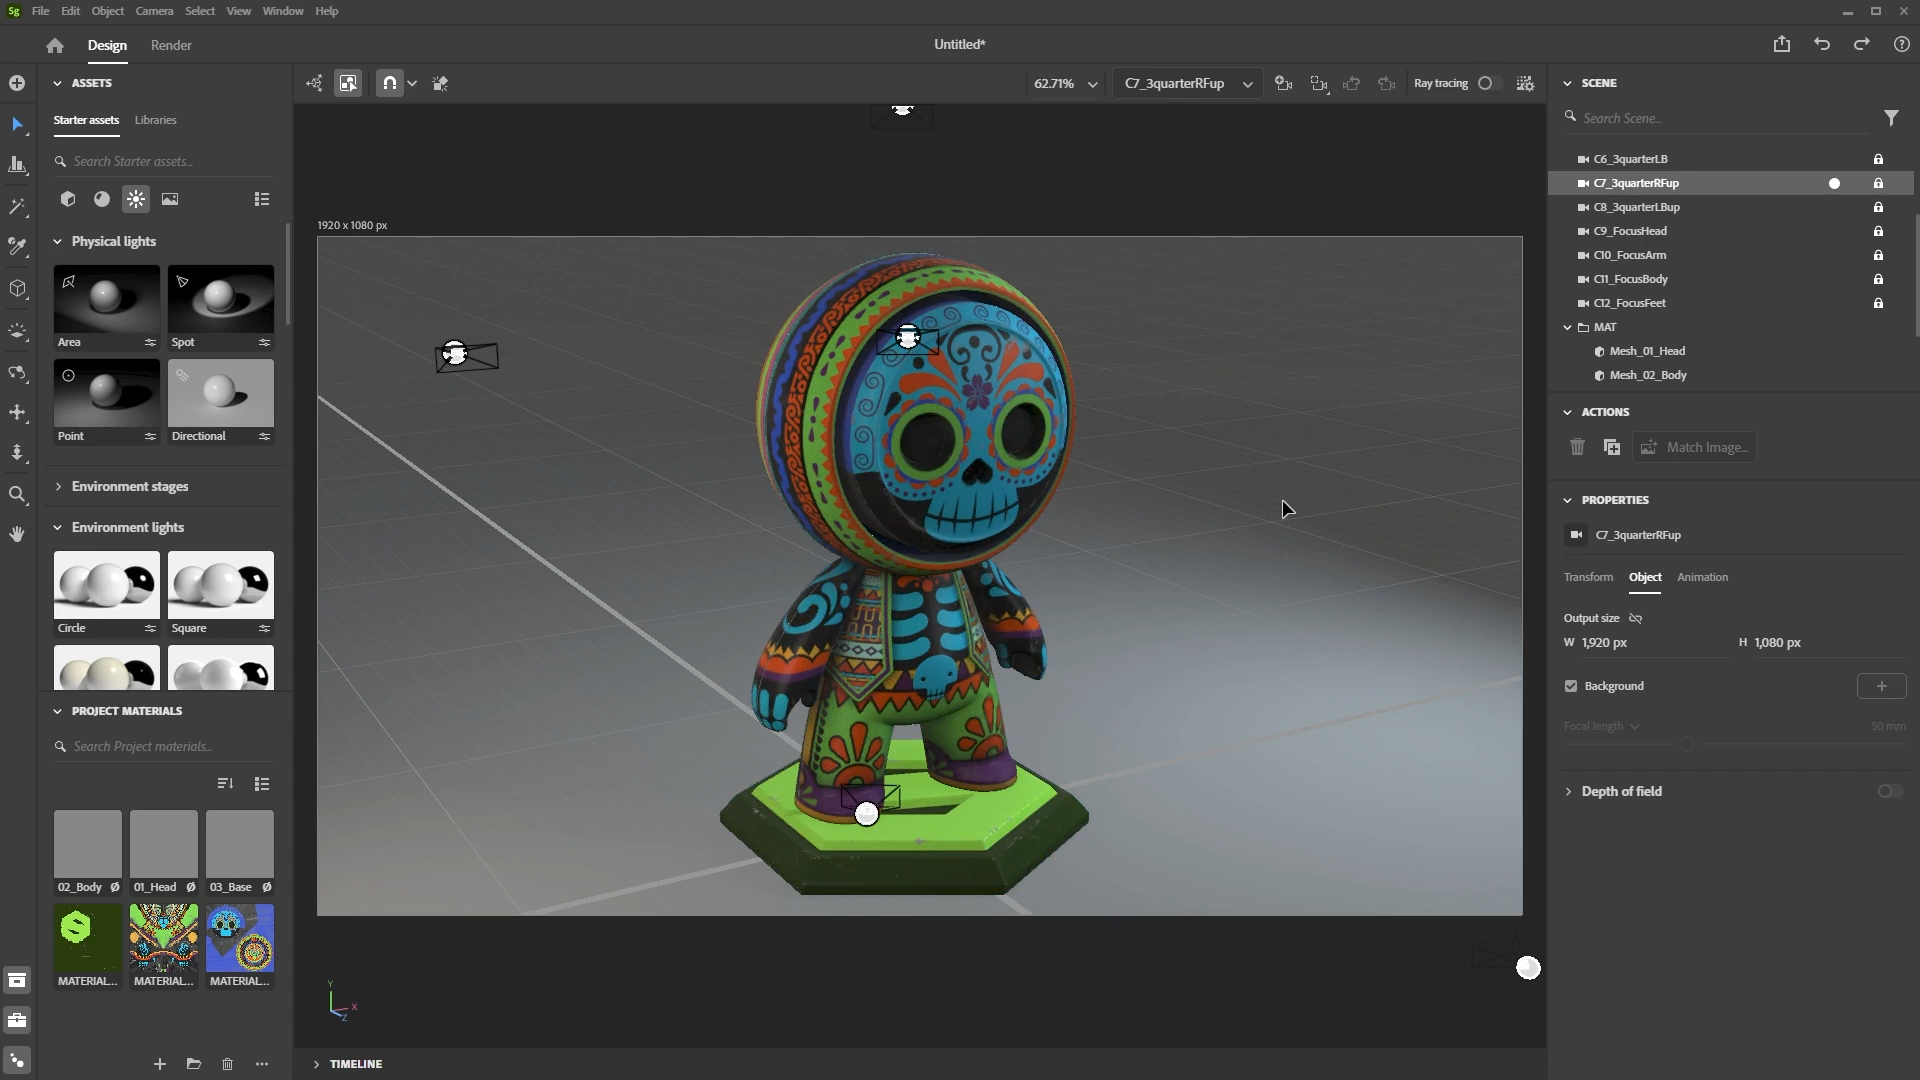 Sg File Edit Object Camera Select View Window Help
Design Render Untitled*
ASSETS
Starter assets Libraries
Search Starter assets...
Physical lights
Area Spot
Point Directional
Environment stages
Environment lights
Circle Square
PROJECT MATERIALS
Search Project materials...
02_Body 01_Head 03_Base
MATERIAL... MATERIAL... MATERIAL...
62.71% C7_3quarterRFup Ray tracing
1920 x 1080 px
Y
X
Z
TIMELINE
SCENE
Search Scene...
C6_3quarterLB
C7_3quarterRFup
C8_3quarterLBup
C9_FocusHead
C10_FocusArm
C11_FocusBody
C12_FocusFeet
MAT
Mesh_01_Head
Mesh_02_Body
ACTIONS
Match Image...
PROPERTIES
C7_3quarterRFup
Transform Object Animation
Output size
W 1,920 px H 1,080 px
Background
Focal length 50 mm
Depth of field